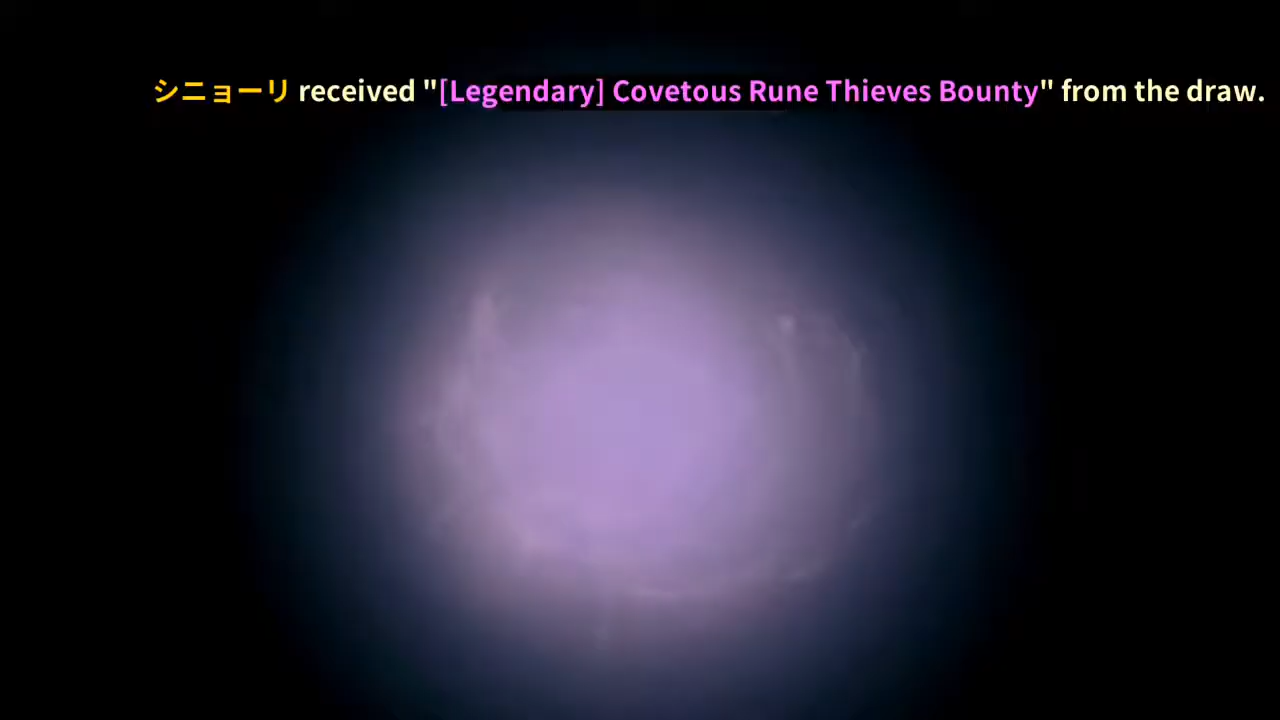 シニョーリ received "[Legendary] Covetous Rune Thieves Bounty" from the draw.